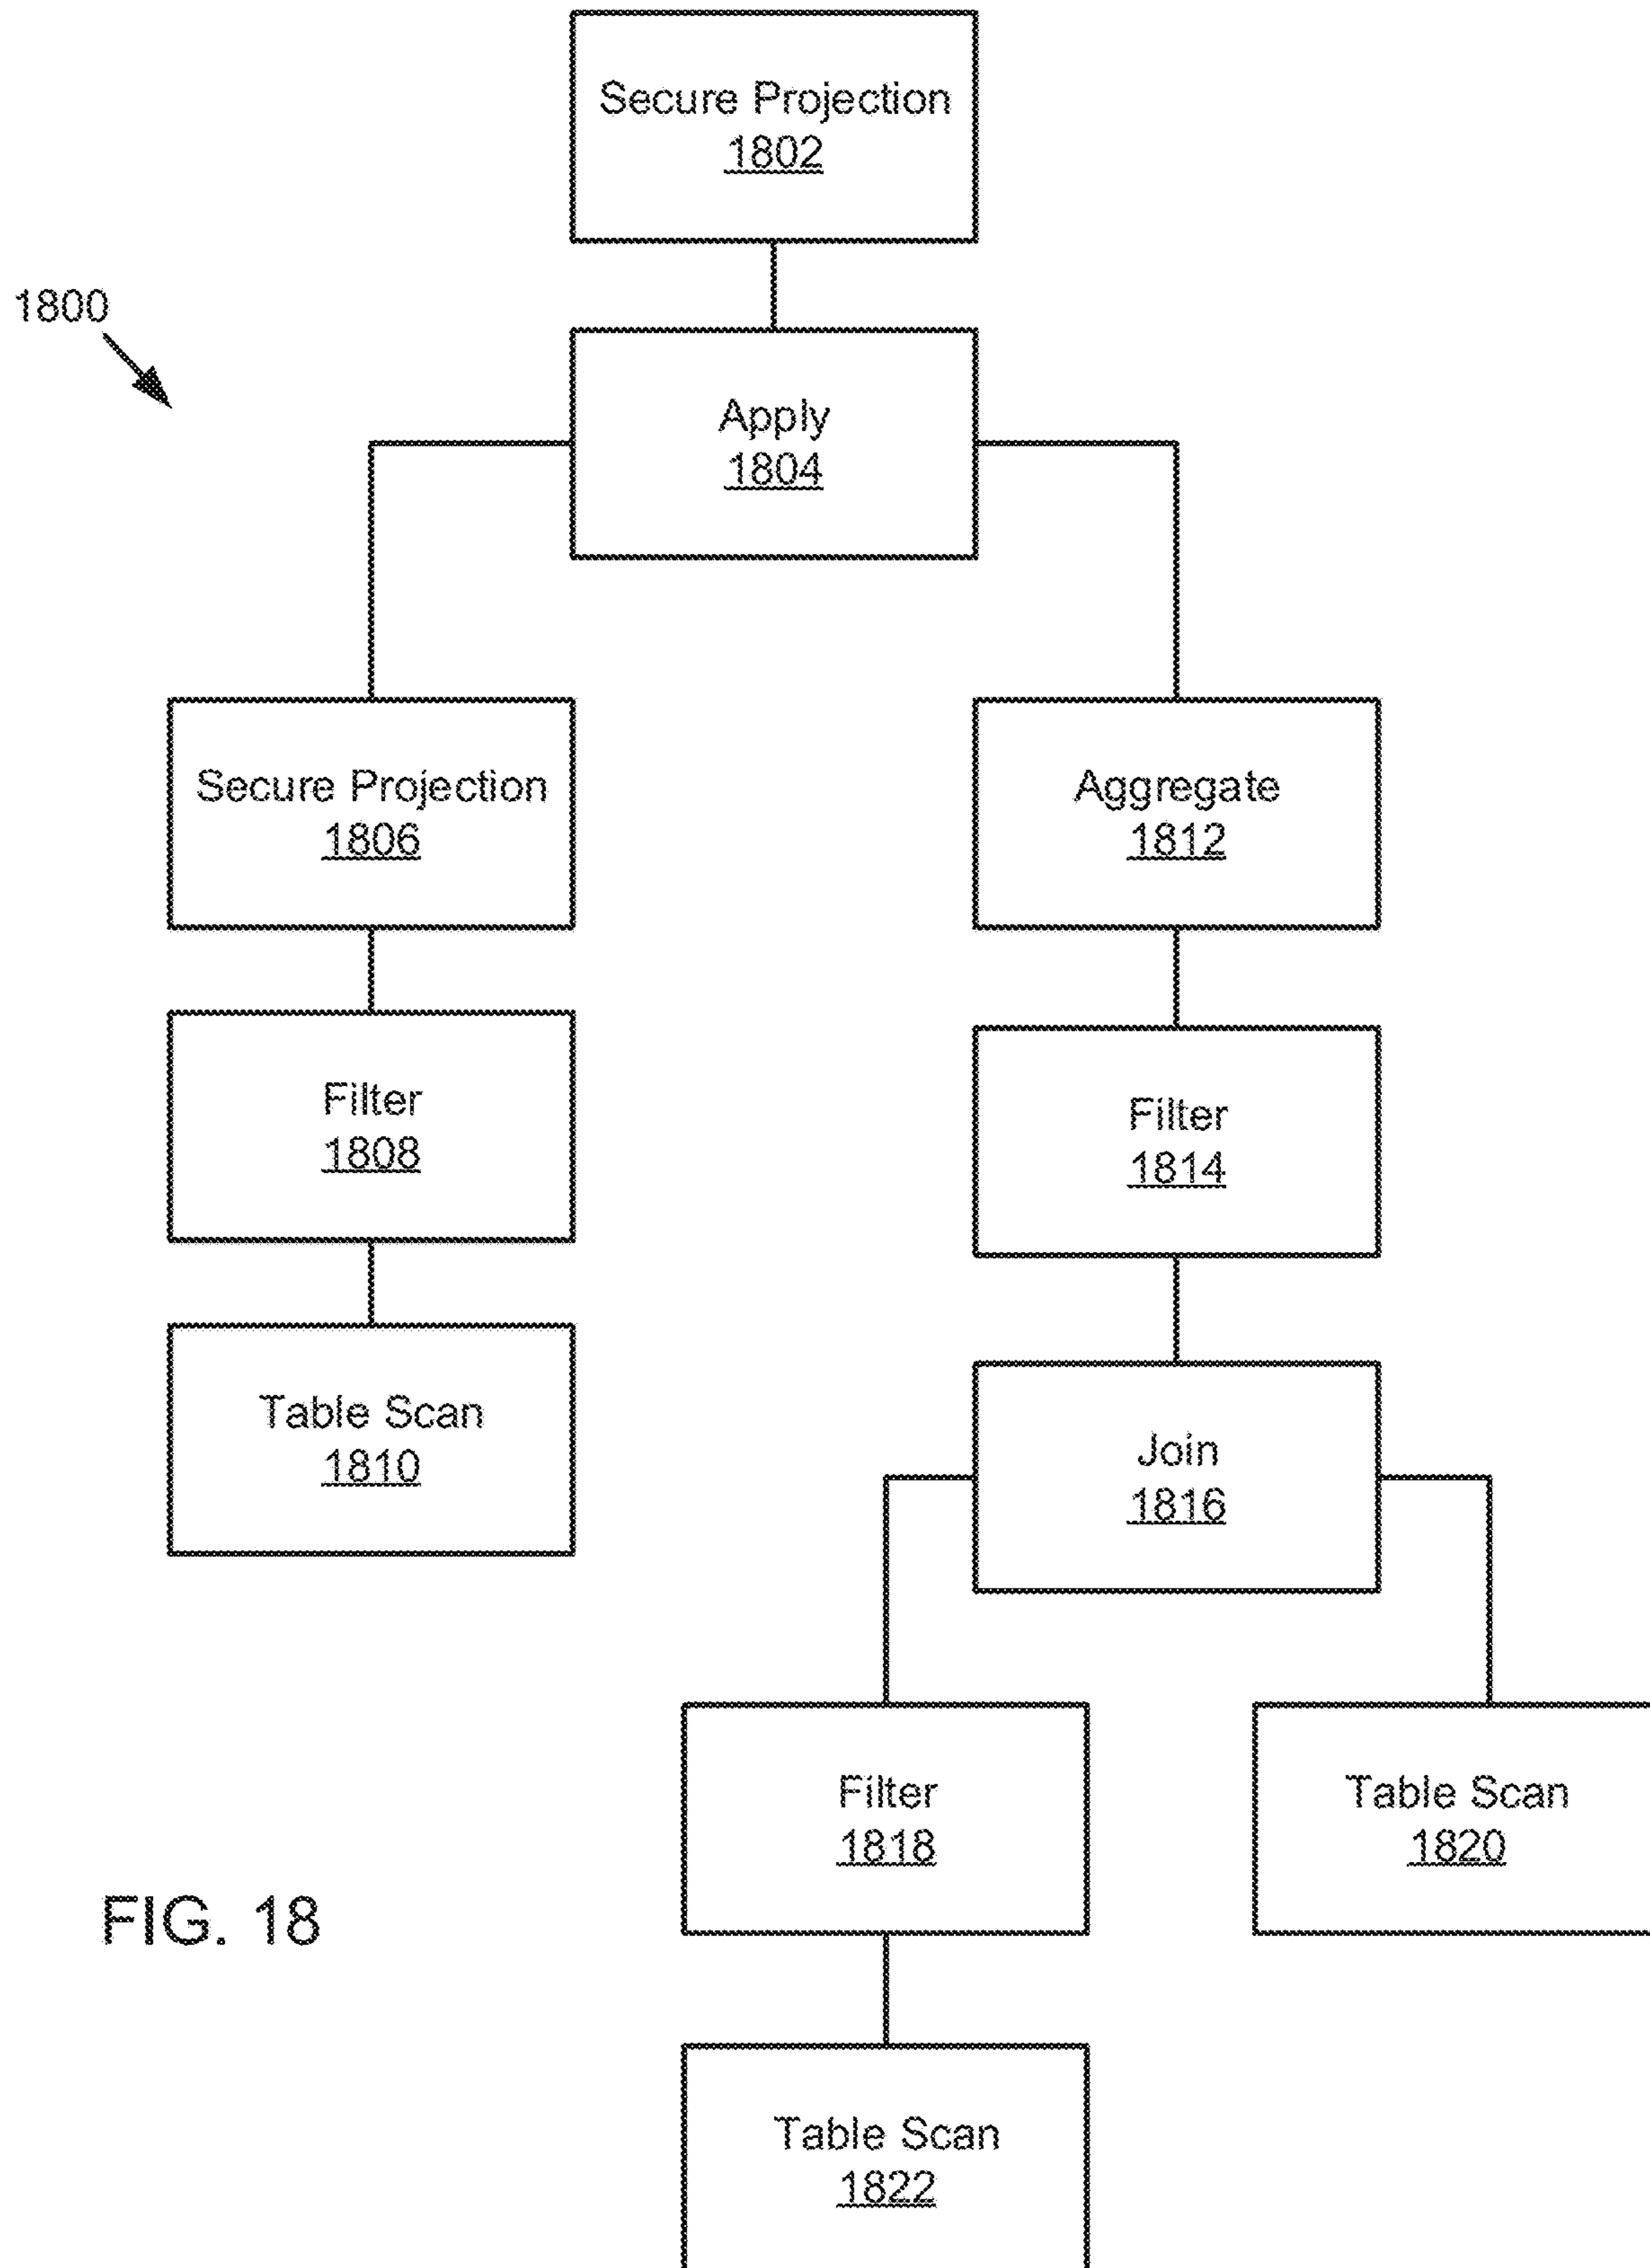 Secure Projection
1802
1800
Apply
1804
Secure Projection
1806
Aggregate
1812
Filter
1808
Filter
1814
Table Scan
1810
Join
1816
Filter
1818
Table Scan
1820
FIG. 18
Table Scan
1822